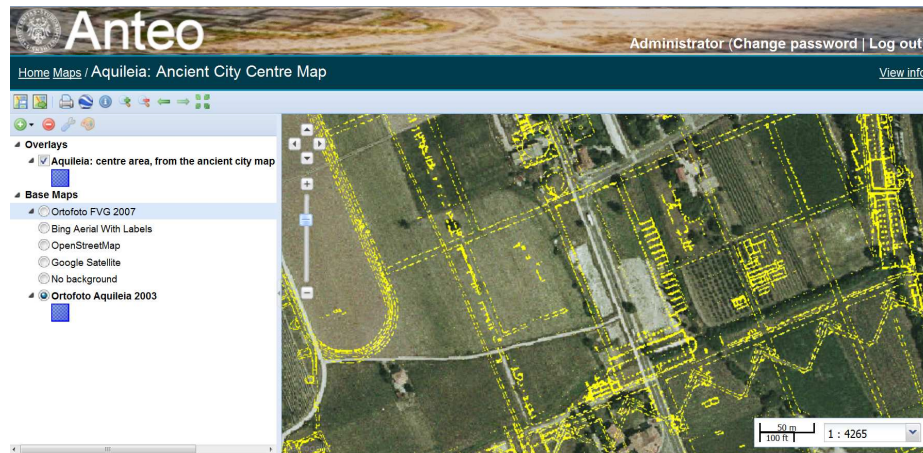 Anteo
Administrator (Change password | Log out
Home Maps / Aquileia: Ancient City Centre Map
View info
Overlays
Aquileia: centre area, from the ancient city map
Base Maps
Ortofoto FVG 2007
Bing Aerial With Labels
OpenStreetMap
Google Satellite
No background
Ortofoto Aquileia 2003
50 m
100 ft
1 : 4265